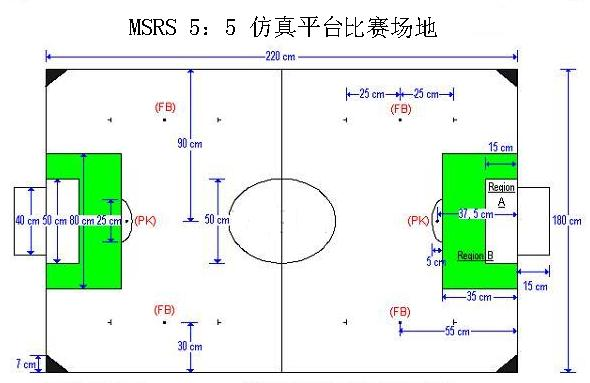 MSRS 5：5 仿真平台比赛场地
220 cm
(FB)
(FB)
25 cm
25 cm
90 cm
15 cm
Region
A
40 cm
50 cm
80 cm
25 cm
(PK)
50 cm
(PK)
37,5 cm
180 cm
5 cm
Region B
15 cm
35 cm
(FB)
(FB)
55 cm
30 cm
7 cm